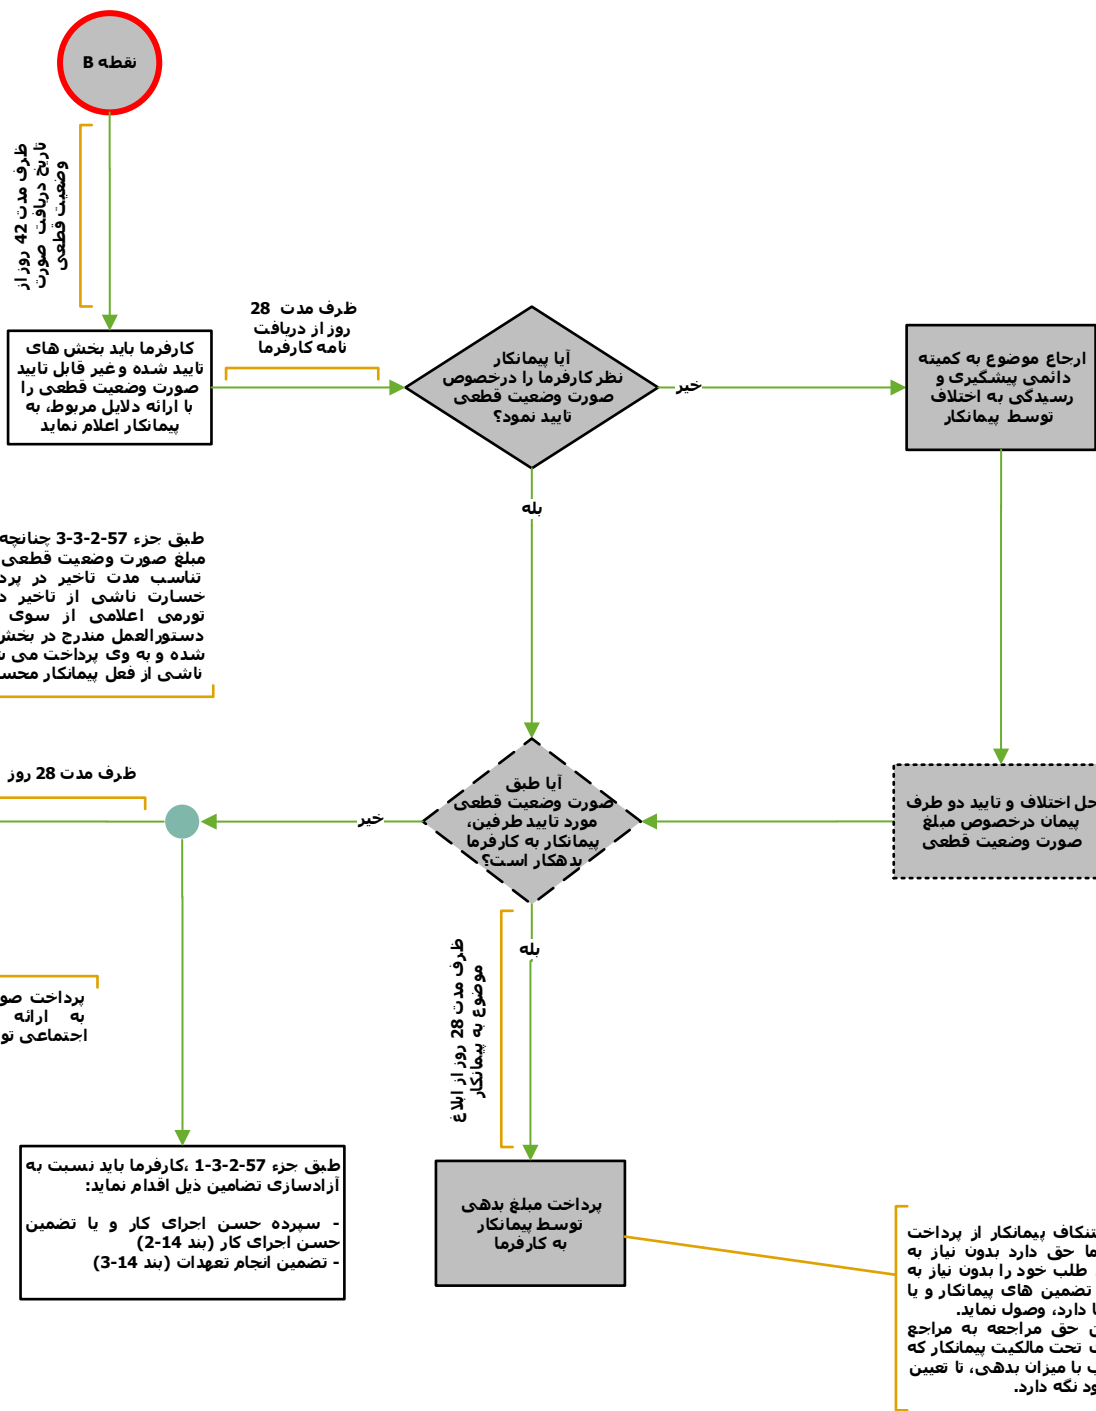 نقطه B
ظرف مدت 42 روز از
تاریخ دریافت صورت
وضعیت قطعی
کارفرما باید بخش های
تایید شده و غیر قابل تایید
صورت وضعیت قطعی را
با ارائه دلایل مربوط، به
پیمانکار اعلام نماید
ظرف مدت 28
روز از دریافت
نامه کارفرما
آیا پیمانکار
نظر کارفرما را درخصوص
صورت وضعیت قطعی
تایید نمود؟
خیر
ارجاع موضوع به کمیته
دائمی پیشگیری و
رسیدگی به اختلاف
توسط پیمانکار
بله
طبق جزء 57-2-3-3 چنانچه
مبلغ صورت وضعیت قطعی
تناسب مدت تاخیر در پرد
خسارت ناشی از تاخیر د
تورمی اعلامی از سوی
دستورالعمل مندرج در بخش
شده و به وی پرداخت می ش
ناشی از فعل پیمانکار محس
ظرف مدت 28 روز
خیر
آیا طبق
صورت وضعیت قطعی
مورد تایید طرفین،
پیمانکار به کارفرما
بدهکار است؟
حل اختلاف و تایید دو طرف
پیمان درخصوص مبلغ
صورت وضعیت قطعی
بله
ظرف مدت 28 روز از ابلاغ
موضوع به پیمانکار
پرداخت صو
به ارائه
اجتماعی تو
طبق جزء 57-2-3-1 ،کارفرما باید نسبت به
آزادسازی تضامین ذیل اقدام نماید:
- سپرده حسن اجرای کار و یا تضمین
حسن اجرای کار (بند 14-2)
- تضمین انجام تعهدات (بند 14-3)
پرداخت مبلغ بدهی
توسط پیمانکار
به کارفرما
ستنکاف پیمانکار از پرداخت
ما حق دارد بدون نیاز به
طلب خود را بدون نیاز به
تضمین های پیمانکار و یا
ا دارد، وصول نماید.
ن حق مراجعه به مراجع
ب تحت مالکیت پیمانکار که
ب با میزان بدهی، تا تعیین
ود نگه دارد.